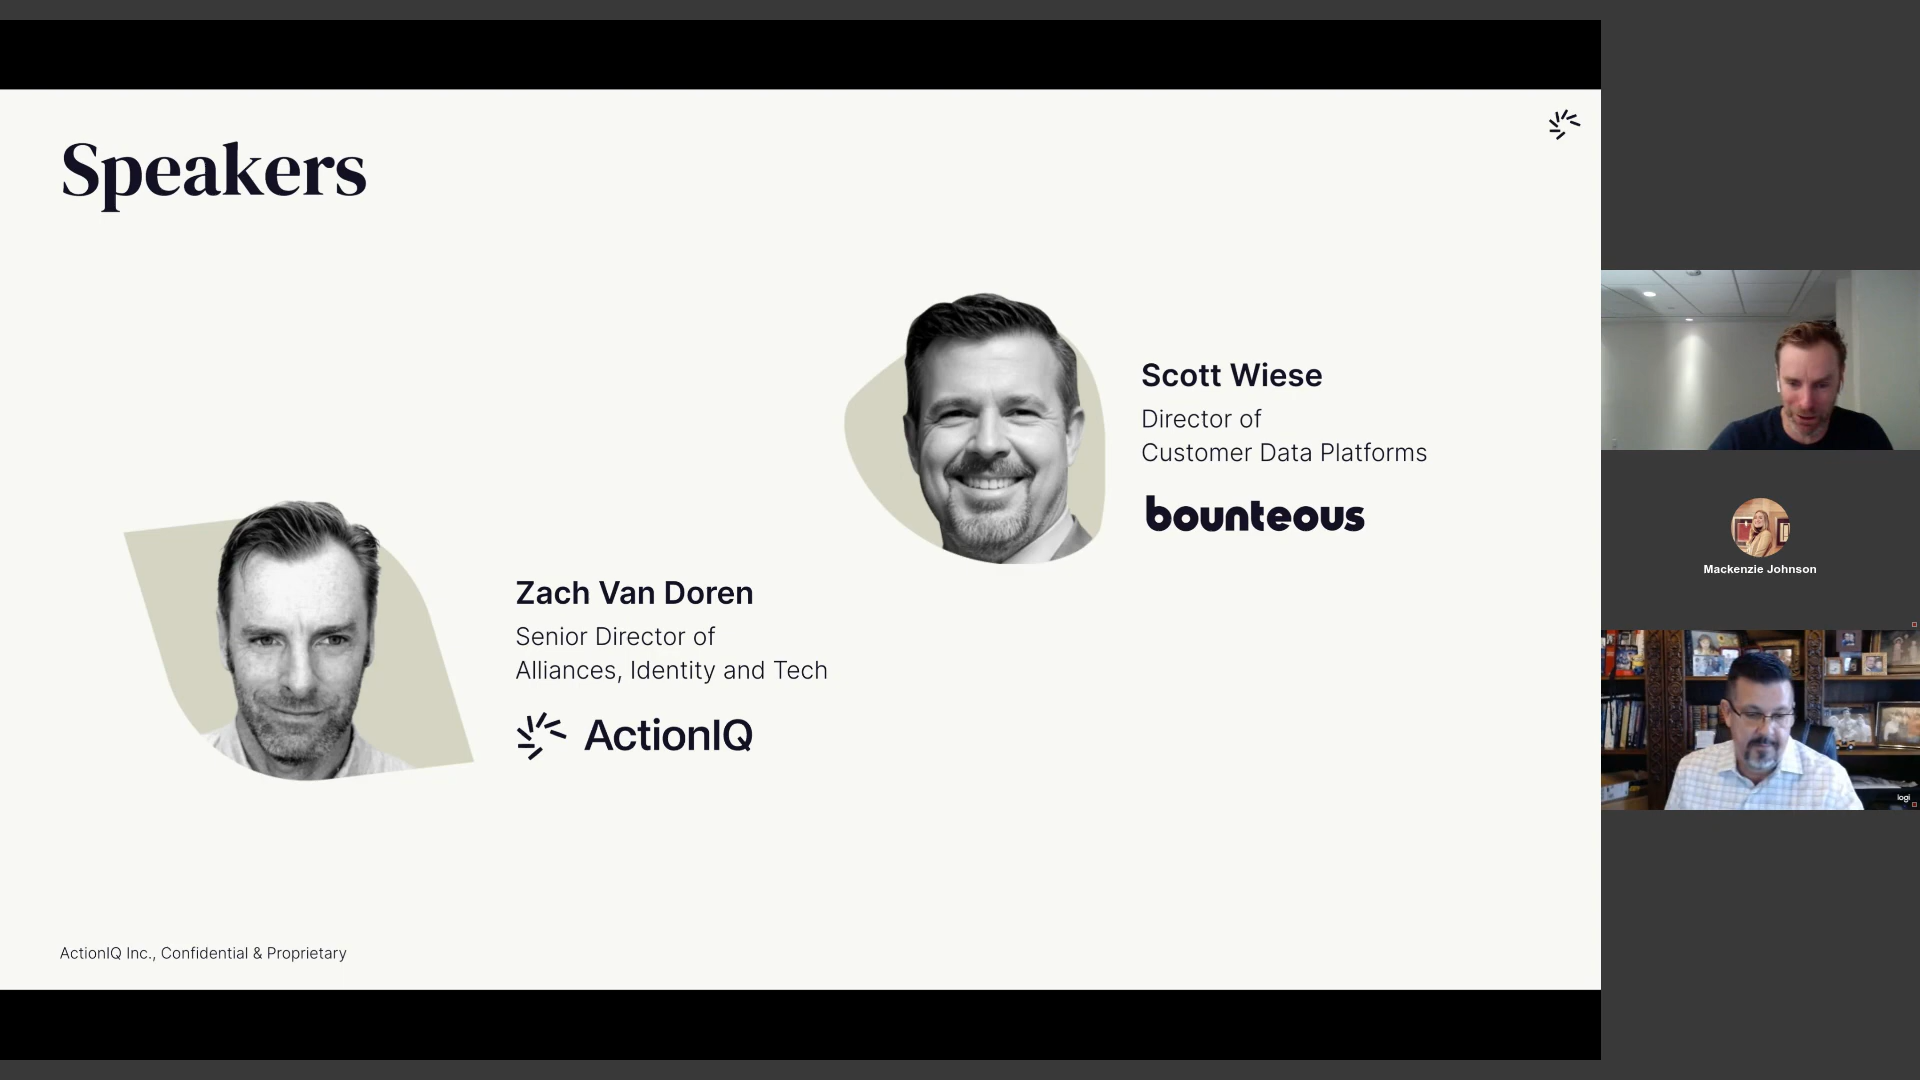 Speakers
Scott Wiese
Director of
Customer Data Platforms
bounteous
Zach Van Doren
Senior Director of
Alliances, Identity and Tech
ActionIQ
ActionIQ Inc., Confidential & Proprietary
Mackenzie Johnson
logi